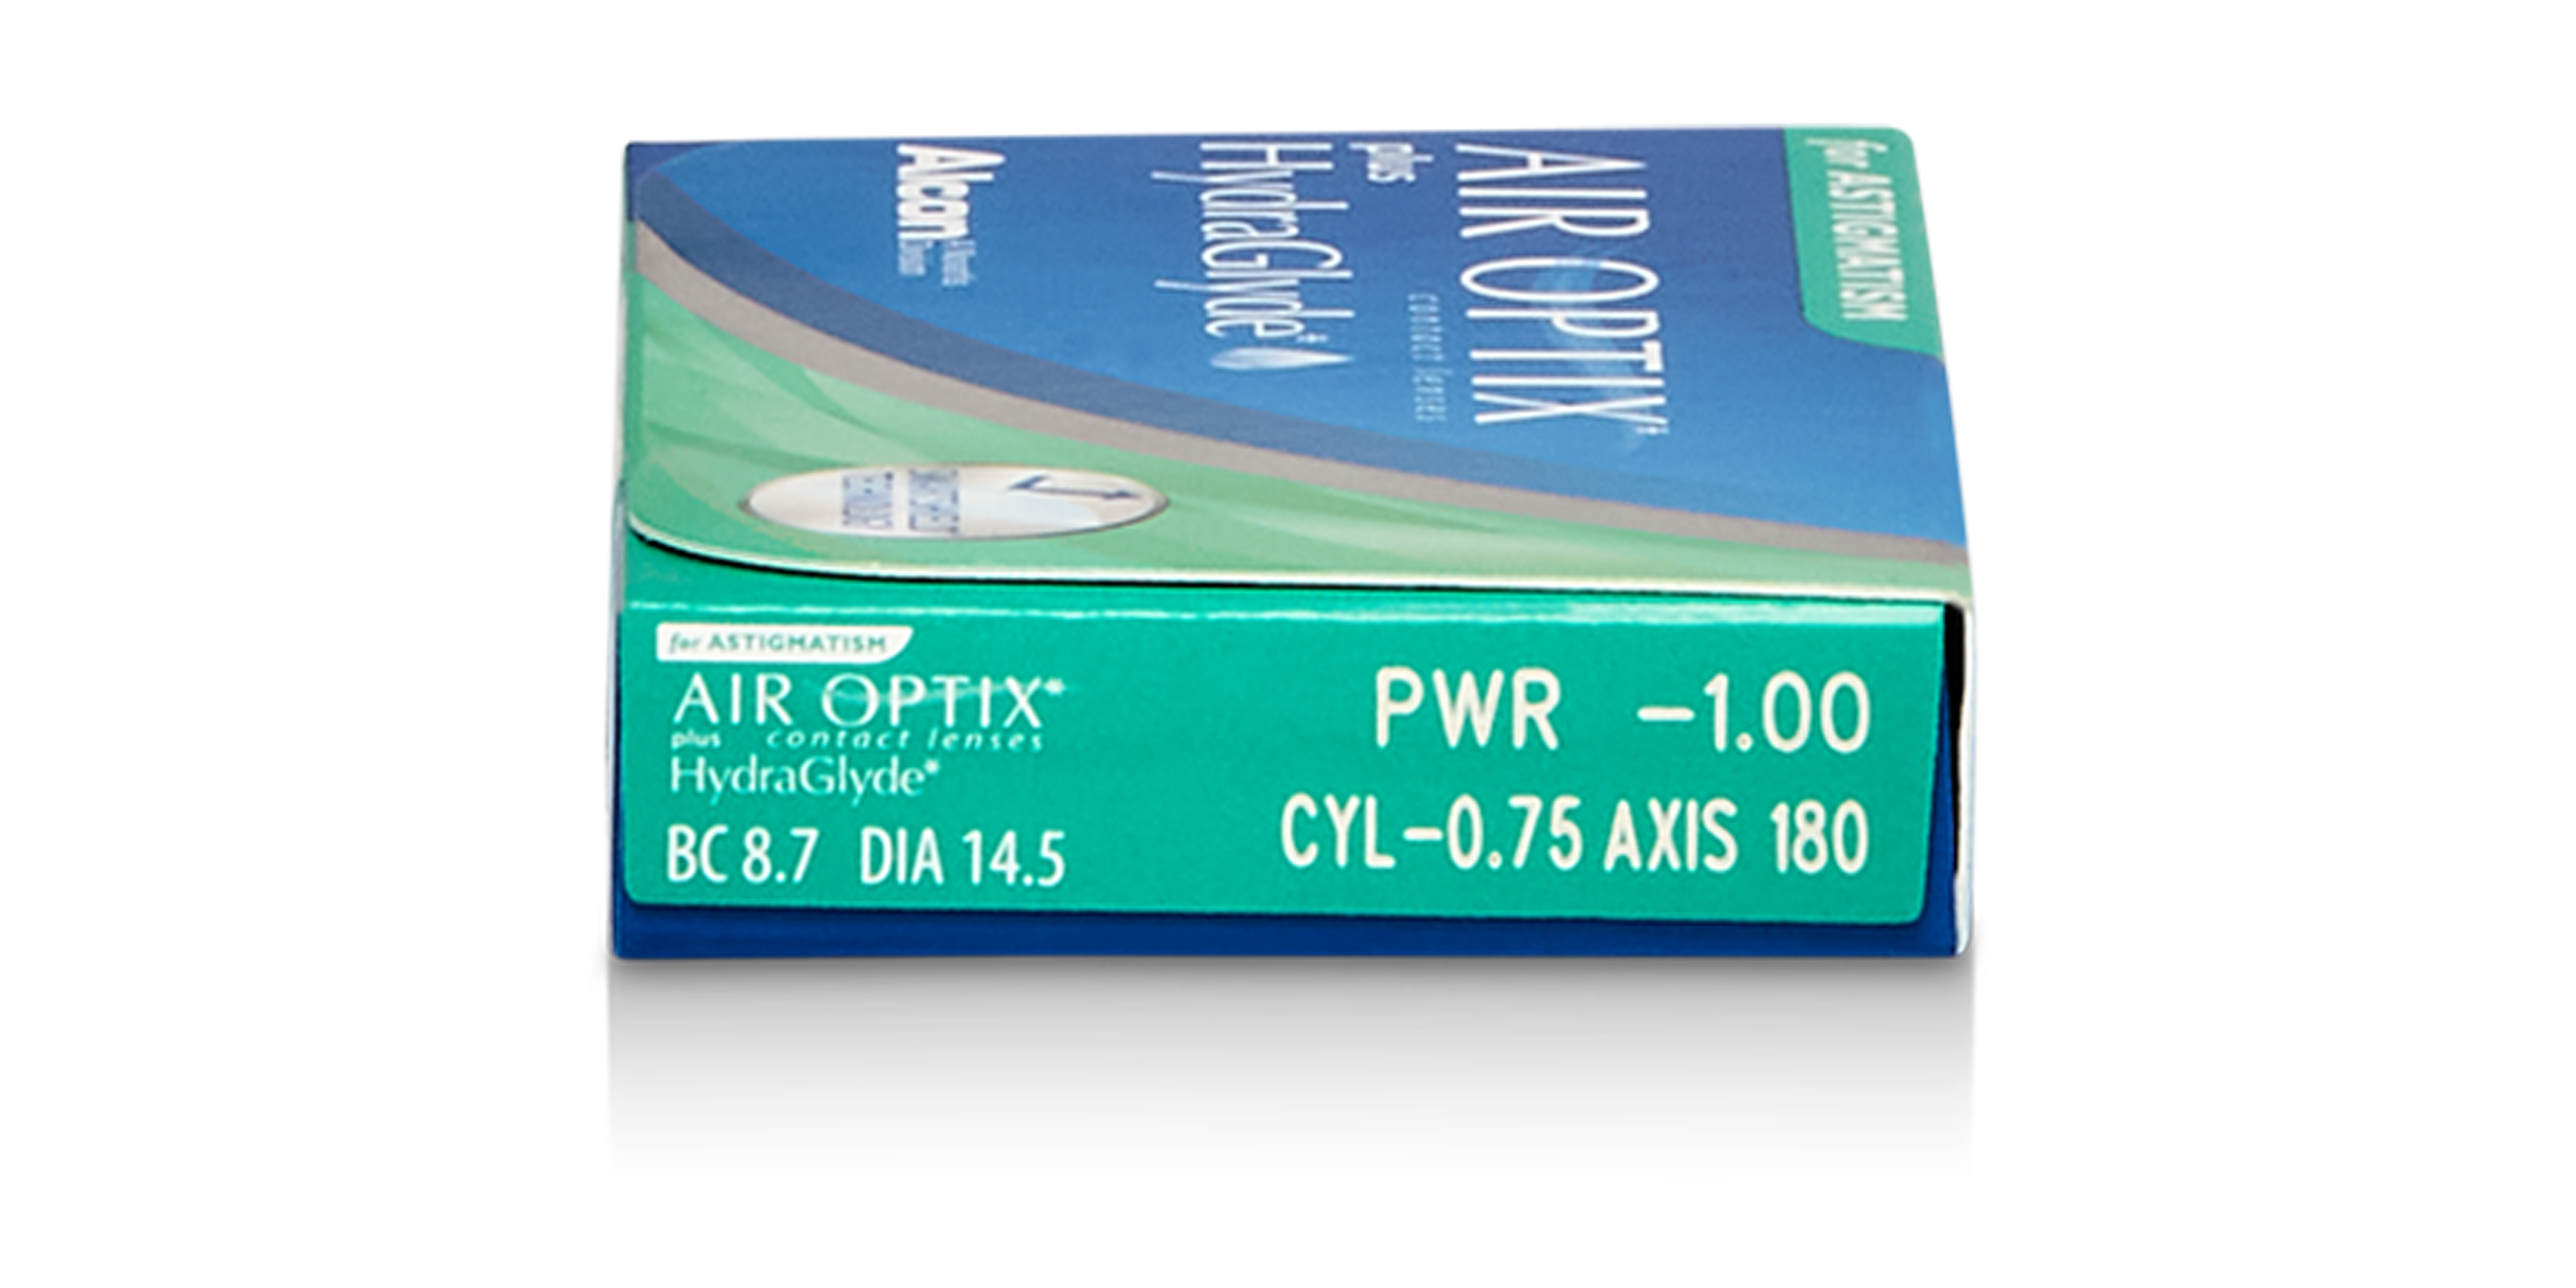 for ASTIGMATISM
AIR OPTIX*
contact lenses
plus
HydraGlyde*
Alcon
A Novartis
for ASTIGMATISM
AIR OPTIX*
plus contact lenses
HydraGlyde*
BC 8.7 DIA 14.5
PWR -1.00
CYL-0.75 AXIS 180